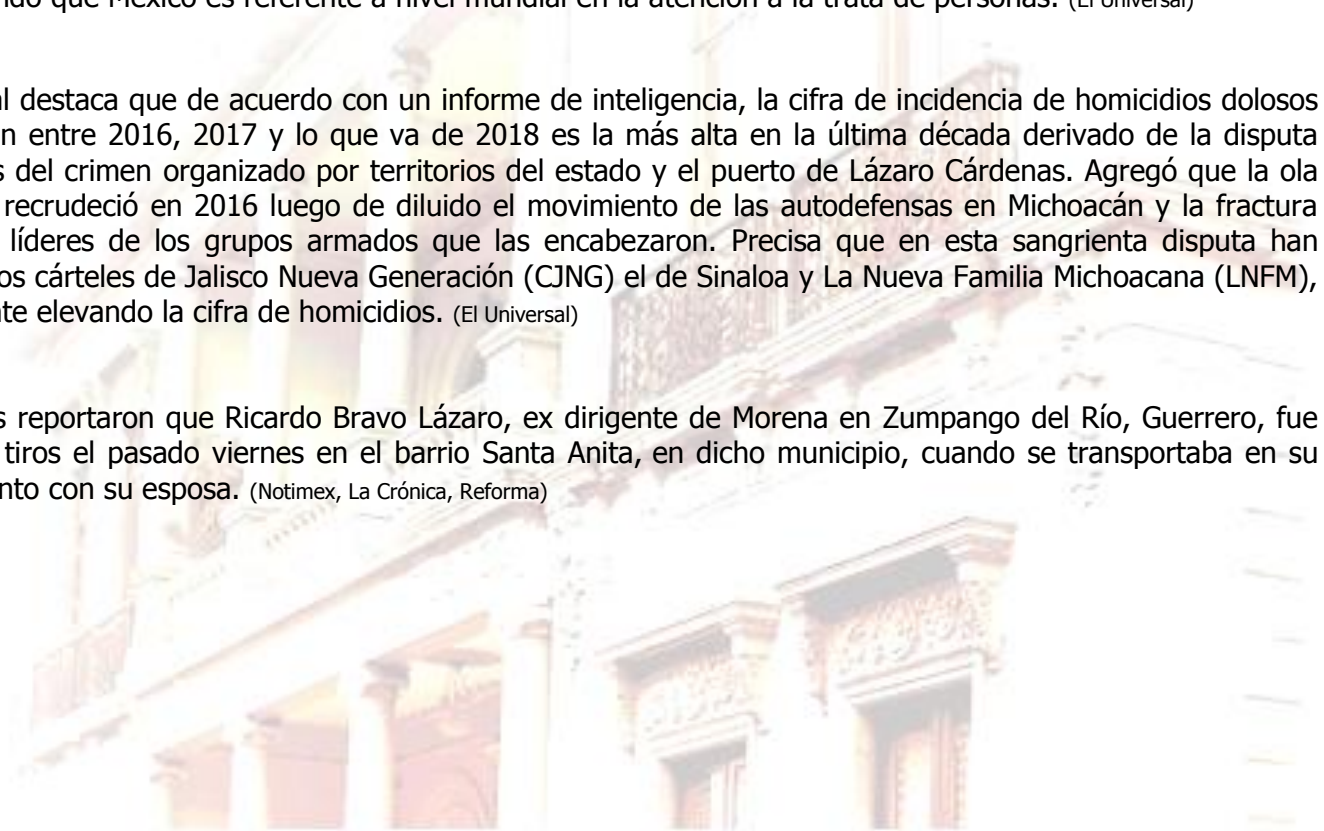 ndo que México es referente a nivel mundial en la atención a la trata de personas. (El Universal)
al destaca que de acuerdo con un informe de inteligencia, la cifra de incidencia de homicidios dolosos
n entre 2016, 2017 y lo que va de 2018 es la más alta en la última década derivado de la disputa
s del crimen organizado por territorios del estado y el puerto de Lázaro Cárdenas. Agregó que la ola
recrudeció en 2016 luego de diluido el movimiento de las autodefensas en Michoacán y la fractura
líderes de los grupos armados que las encabezaron. Precisa que en esta sangrienta disputa han
os cárteles de Jalisco Nueva Generación (CJNG) el de Sinaloa y La Nueva Familia Michoacana (LNFM),
te elevando la cifra de homicidios. (El Universal)
s reportaron que Ricardo Bravo Lázaro, ex dirigente de Morena en Zumpango del Río, Guerrero, fue
tiros el pasado viernes en el barrio Santa Anita, en dicho municipio, cuando se transportaba en su
nto con su esposa. (Notimex, La Crónica, Reforma)